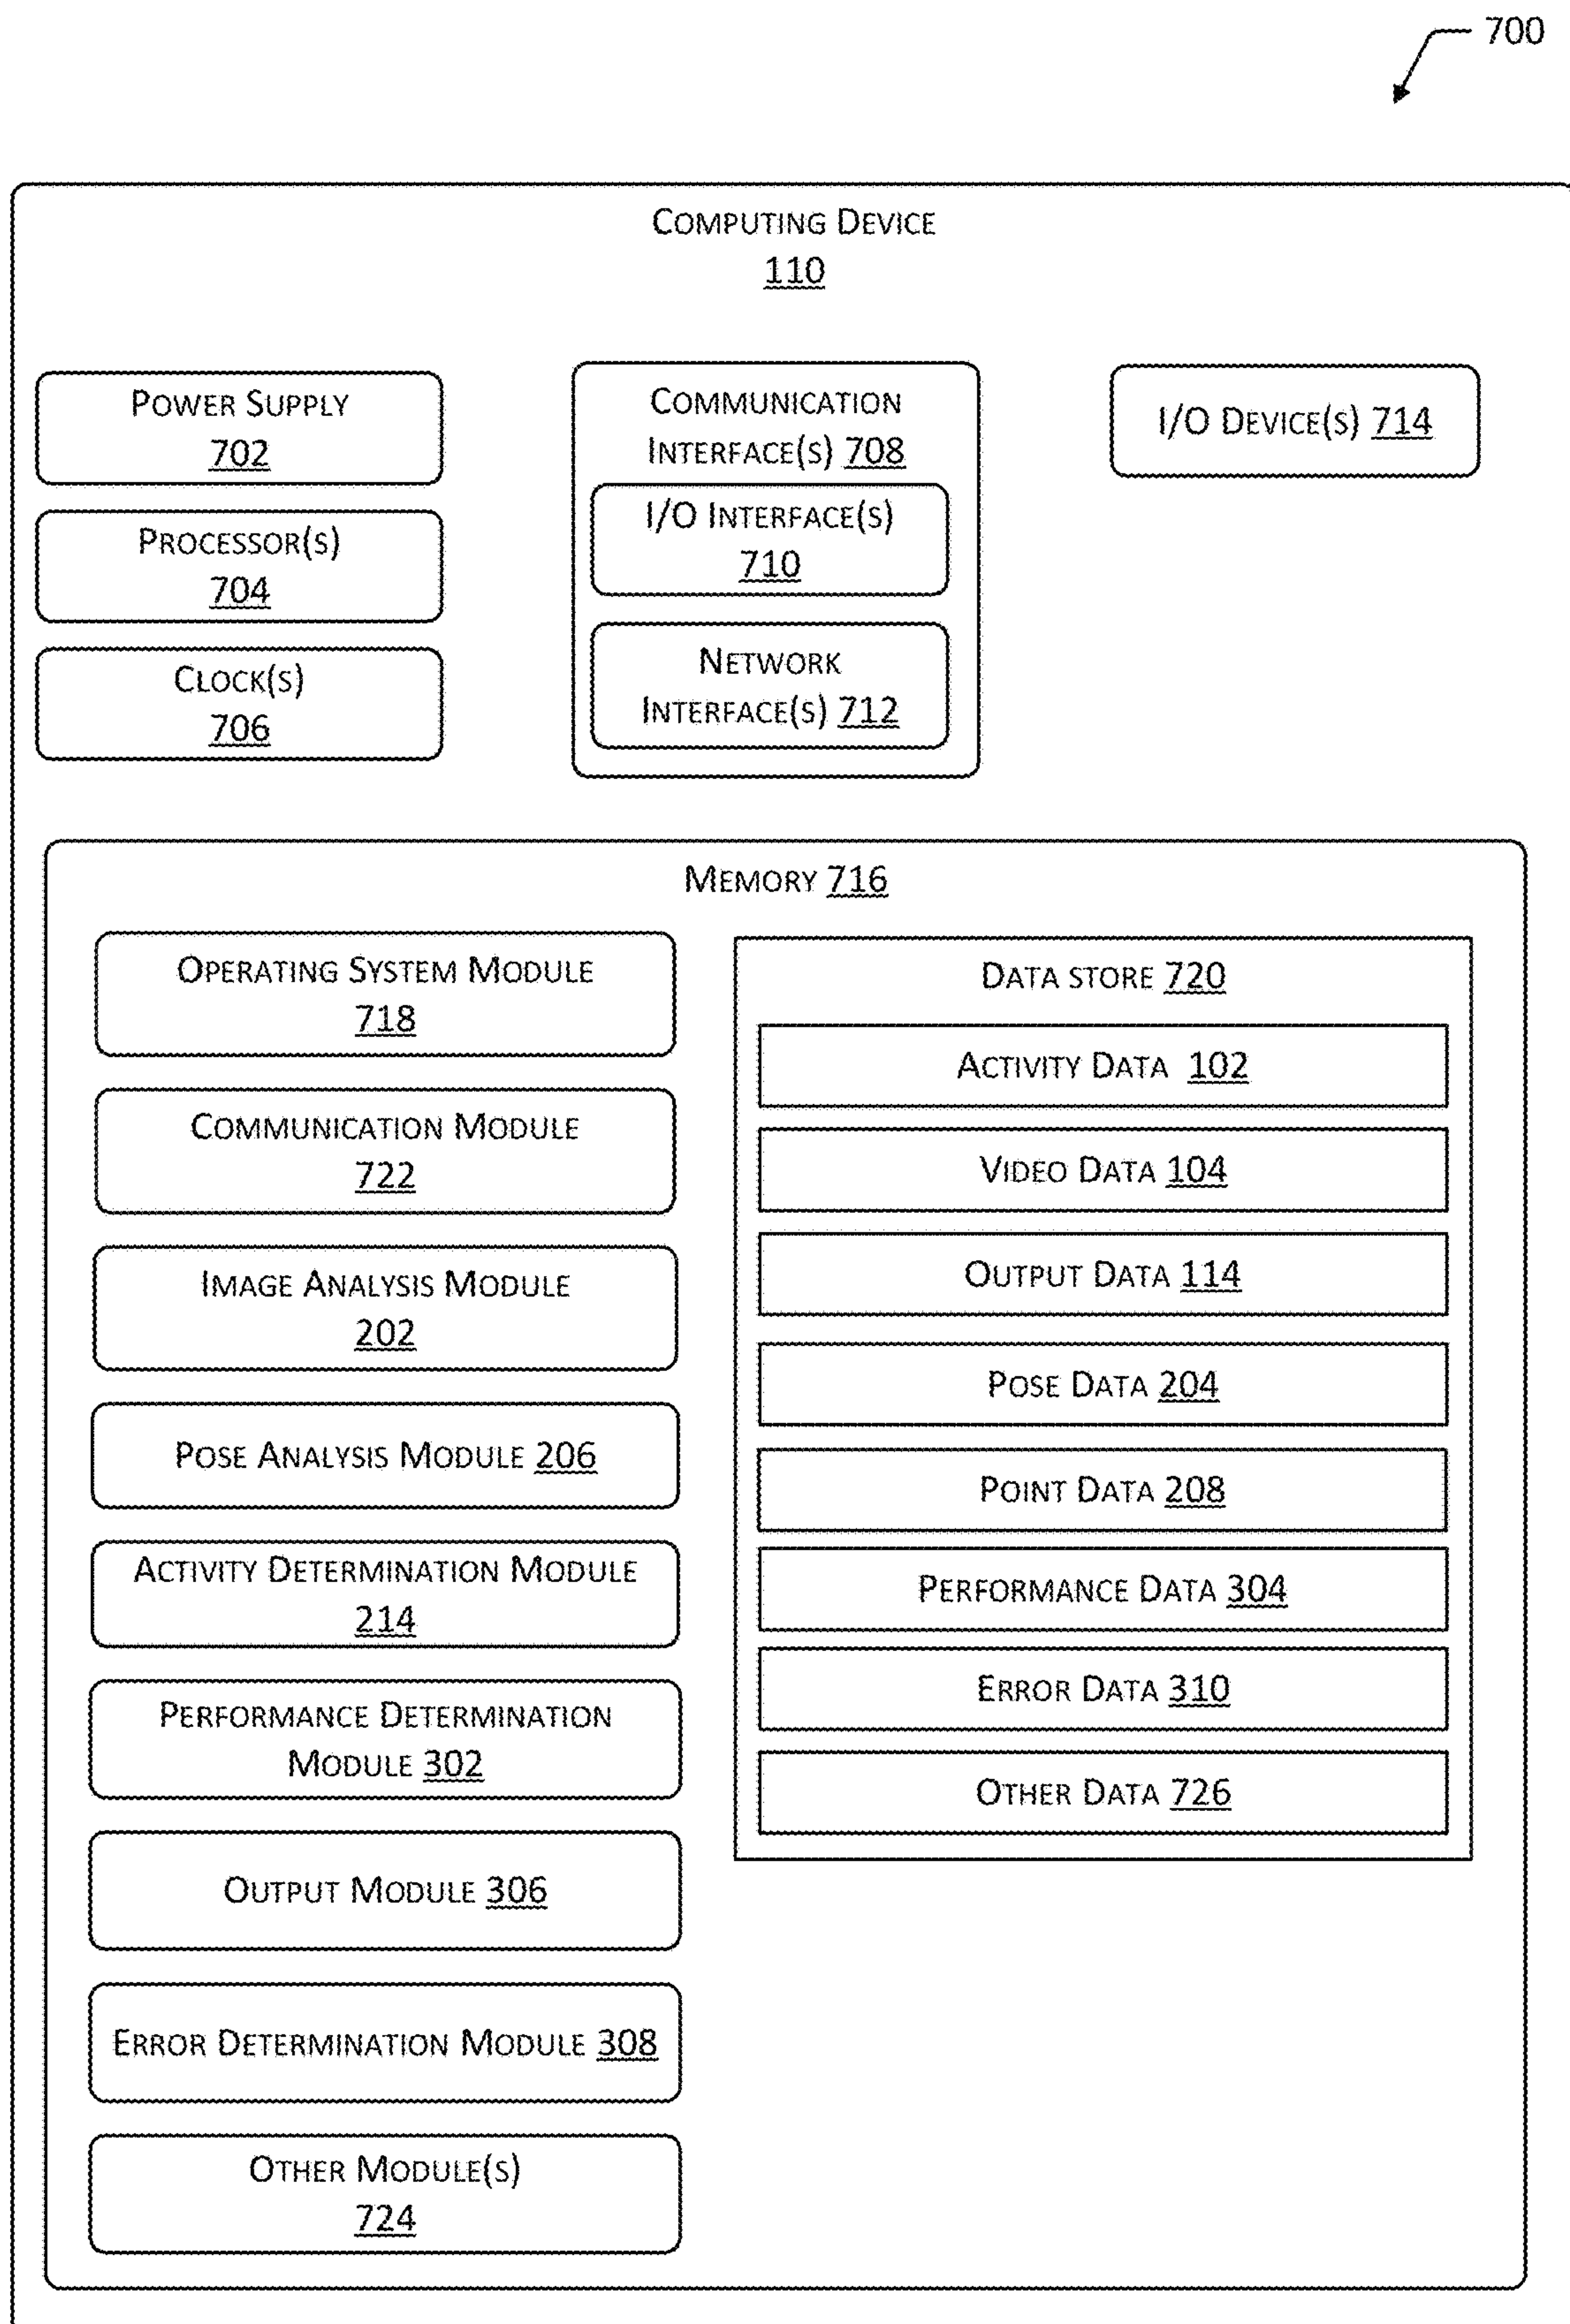 700
COMPUTING DEVICE
110
POWER SUPPLY
702
PROCESSOR(S)
704
CLOCK(S)
706
COMMUNICATION
INTERFACE(S) 708
I/O INTERFACE(S)
710
NETWORK
INTERFACE(S) 712
I/O DEVICE(S) 714
MEMORY 716
OPERATING SYSTEM MODULE
718
COMMUNICATION MODULE
722
IMAGE ANALYSIS MODULE
202
POSE ANALYSIS MODULE 206
ACTIVITY DETERMINATION MODULE
214
PERFORMANCE DETERMINATION
MODULE 302
OUTPUT MODULE 306
ERROR DETERMINATION MODULE 308
OTHER MODULE(S)
724
DATA STORE 720
ACTIVITY DATA 102
VIDEO DATA 104
OUTPUT DATA 114
POSE DATA 204
POINT DATA 208
PERFORMANCE DATA 304
ERROR DATA 310
OTHER DATA 726